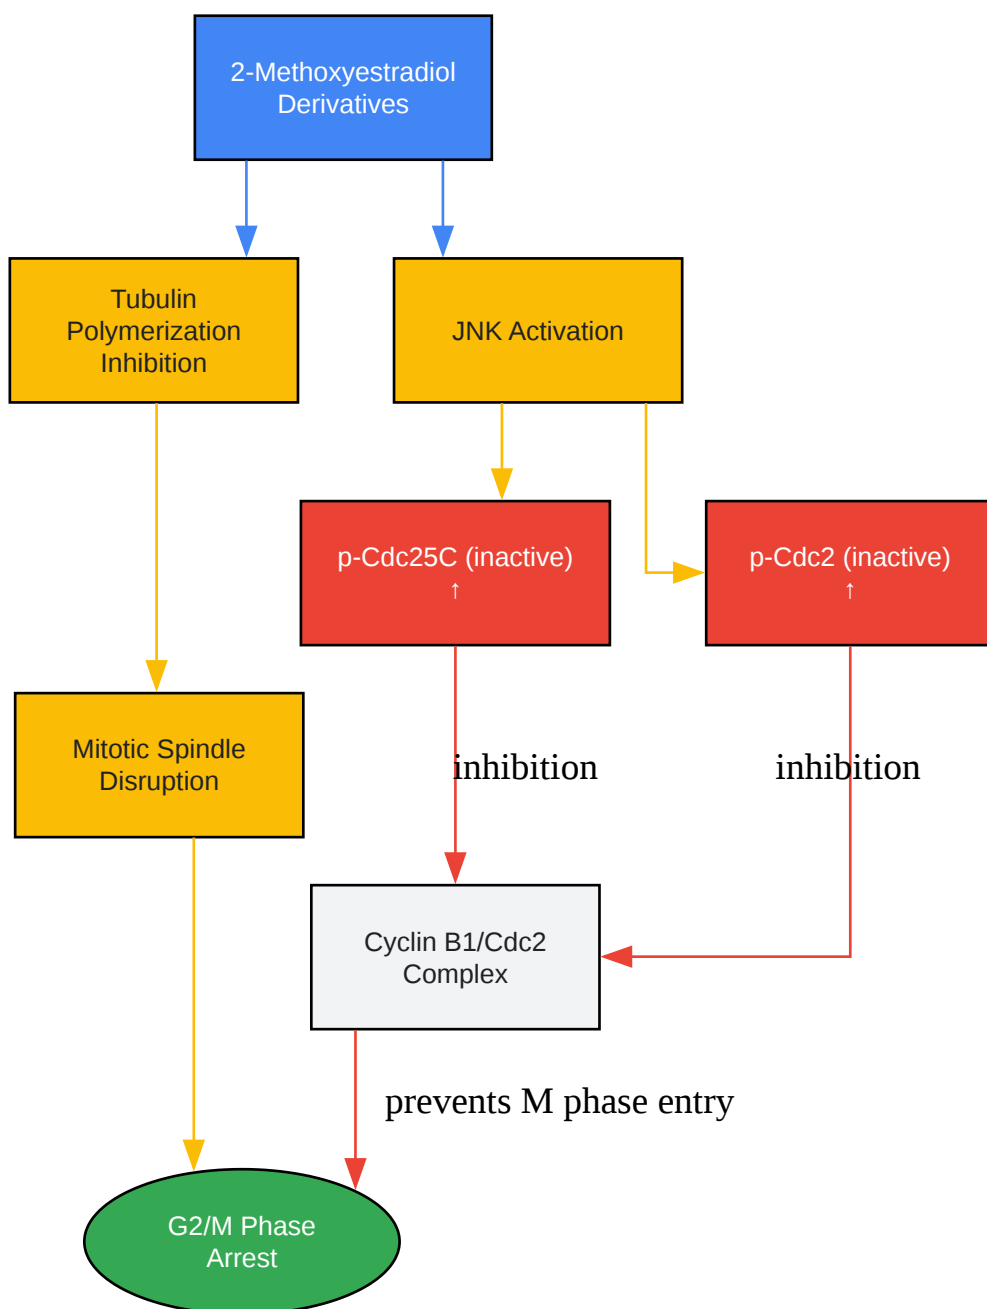 2-Methoxyestradiol
Derivatives
Tubulin
Polymerization
Inhibition
JNK Activation
p-Cdc25C (inactive)
↑
p-Cdc2 (inactive)
↑
Mitotic Spindle
Disruption
inhibition
inhibition
Cyclin B1/Cdc2
Complex
prevents M phase entry
G2/M Phase
Arrest